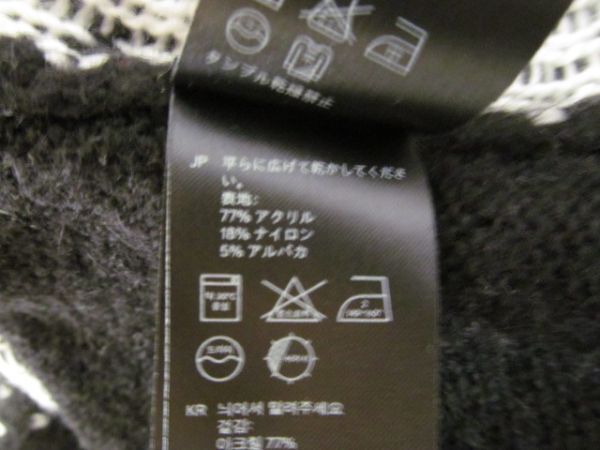 タンブル乾燥禁止
JP 平らに広げて乾かしてくださ
い。
表地:
77% アクリル
18% ナイロン
5% アルパカ
KR 뉘어서 말려주세요
겉감:
아크릴 77%